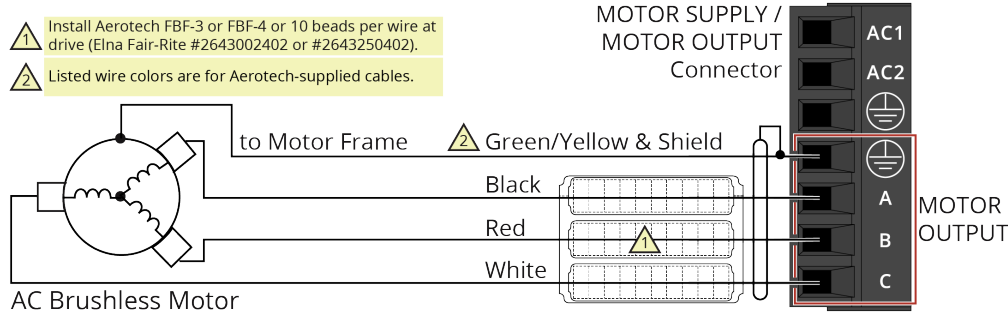 1
Install Aerotech FBF-3 or FBF-4 or 10 beads per wire at
drive (Elna Fair-Rite #2643002402 or #2643250402).
2
Listed wire colors are for Aerotech-supplied cables.
MOTOR SUPPLY /
MOTOR OUTPUT
Connector
AC1
AC2
to Motor Frame
2
Green/Yellow & Shield
Black
A
Red
1
B
White
C
MOTOR
OUTPUT
AC Brushless Motor